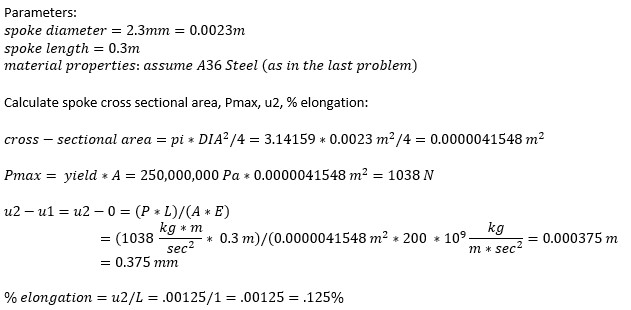 Parameters:
spoke diameter = 2.3mm = 0.0023m
spoke length = 0.3m
material properties: assume A36 Steel (as in the last problem)
Calculate spoke cross sectional area, Pmax, u2, % elongation:
cross − sectional area = pi ∗ DIA²/4 = 3.14159 ∗ 0.0023 m²/4 = 0.0000041548 m²
Pmax = yield ∗ A = 250,000,000 Pa ∗ 0.0000041548 m² = 1038 N
u2 − u1 = u2 − 0 = (P ∗ L)/(A ∗ E)
= (1038 (kg ∗ m)/sec² ∗ 0.3 m)/(0.0000041548 m² ∗ 200 ∗ 10⁹ kg/(m ∗ sec²) = 0.000375 m
= 0.375 mm
% elongation = u2/L = .00125/1 = .00125 = .125%